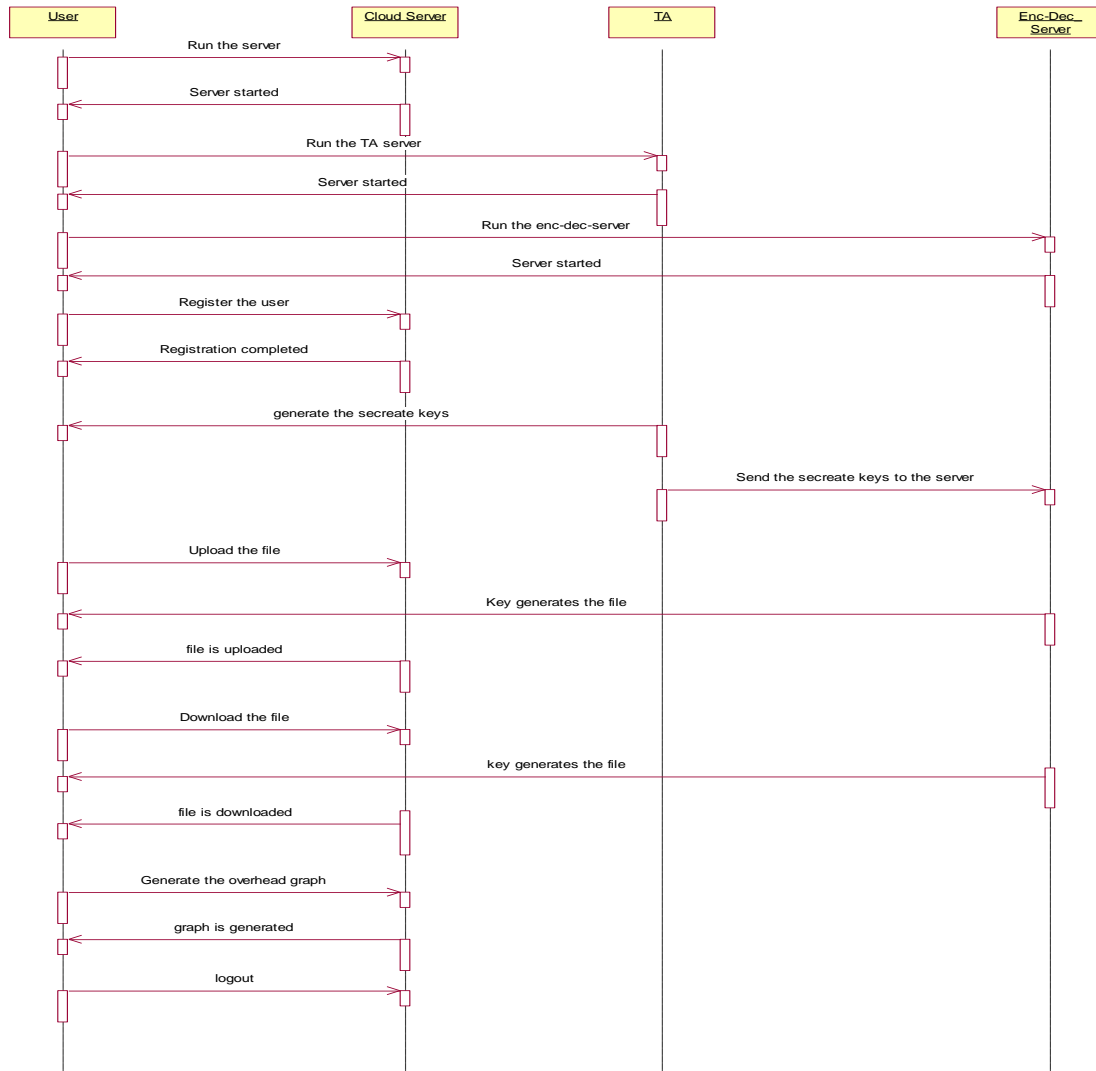 User
Cloud Server
TA
Enc-Dec_
Server
Run the server
Server started
Run the TA server
Server started
Run the enc-dec-server
Server started
Register the user
Registration completed
generate the secreate keys
Send the secreate keys to the server
Upload the file
Key generates the file
file is uploaded
Download the file
key generates the file
file is downloaded
Generate the overhead graph
graph is generated
logout